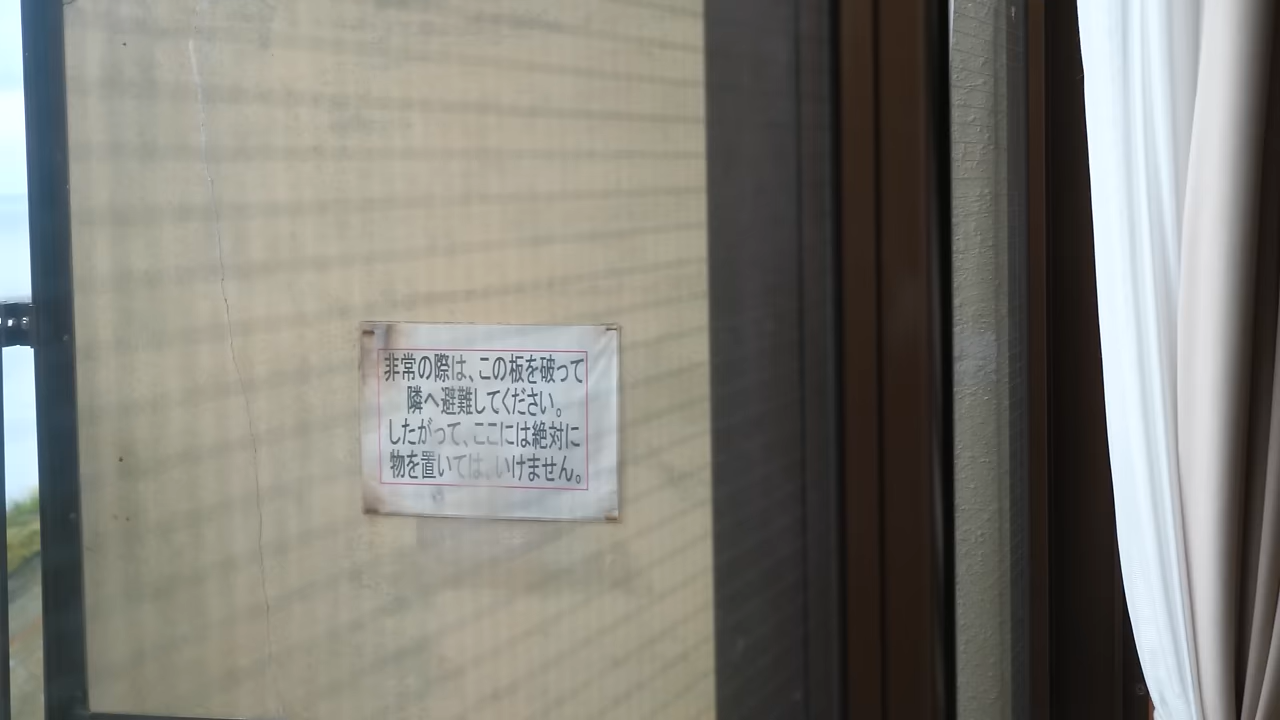 非常の際は、この板を破って
隣へ避難してください。
したがって、ここには絶対に
物を置いては、いけません。